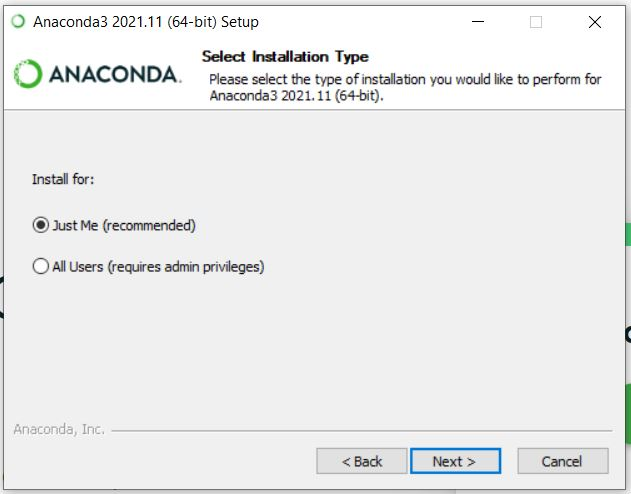 Anaconda3 2021.11 (64-bit) Setup
ANACONDA.
Select Installation Type
Please select the type of installation you would like to perform for
Anaconda3 2021.11 (64-bit).
Install for:
Just Me (recommended)
All Users (requires admin privileges)
Anaconda, Inc.
< Back
Next >
Cancel